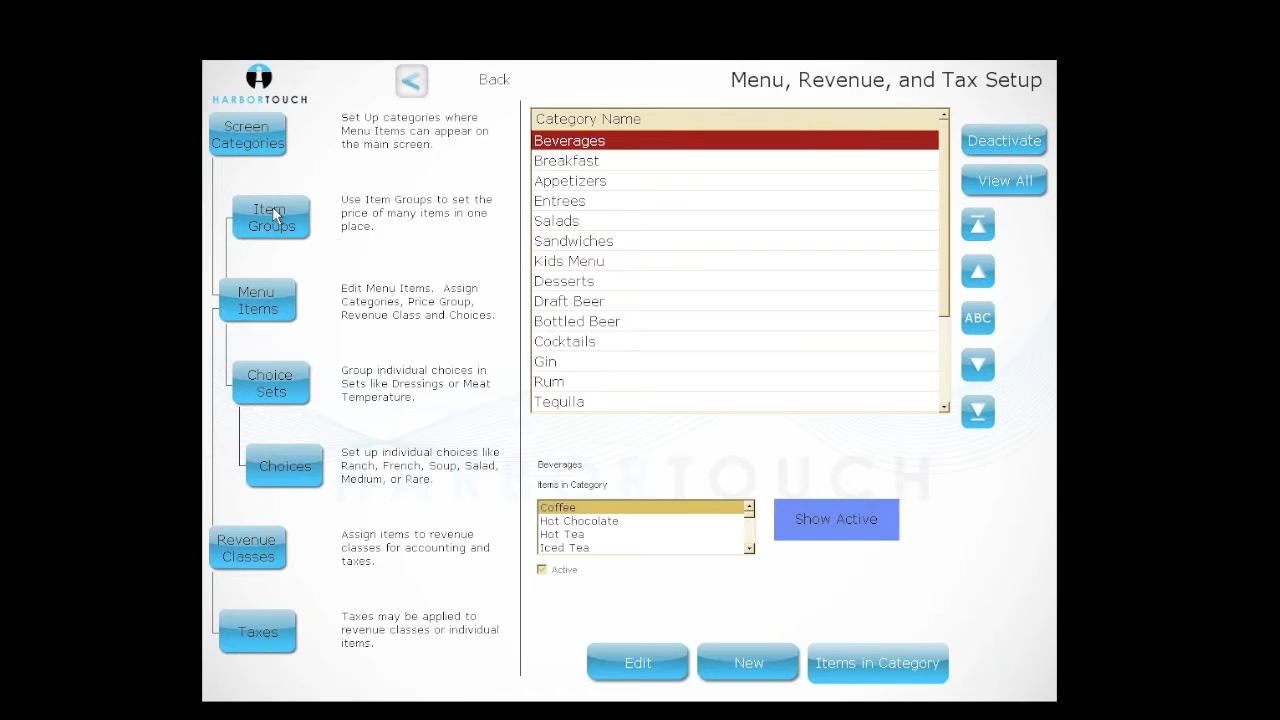 HARBORTOUCH
Back
Menu, Revenue, and Tax Setup
Screen
Categories
Set Up categories where
Menu Items can appear on
the main screen.
Item
Groups
Use Item Groups to set the
price of many items in one
place.
Menu
Items
Edit Menu Items. Assign
Categories, Price Group,
Revenue Class and Choices.
Choice
Sets
Group individual choices in
Sets like Dressings or Meat
Temperature.
Choices
Set up individual choices like
Ranch, French, Soup, Salad,
Medium, or Rare.
Revenue
Classes
Assign items to revenue
classes for accounting and
taxes.
Taxes
Taxes may be applied to
revenue classes or individual
items.
Category Name
Beverages
Breakfast
Appetizers
Entrees
Salads
Sandwiches
Kids Menu
Desserts
Draft Beer
Bottled Beer
Cocktails
Gin
Rum
Tequila
Deactivate
View All
ABC
HARBORTOUCH
Beverages
Items in Category
Coffee
Hot Chocolate
Hot Tea
Iced Tea
Show Active
Active
Edit
New
Items in Category